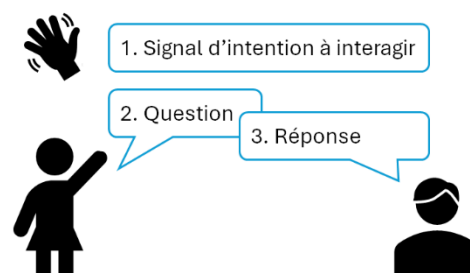 1. Signal d’intention à interagir
2. Question
3. Réponse